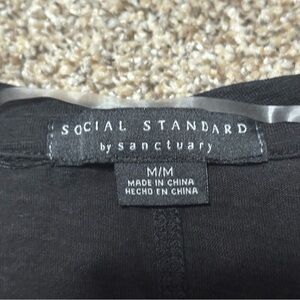 SOCIAL STANDARD
by sanctuary
M/M
MADE IN CHINA
HECHO EN CHINA